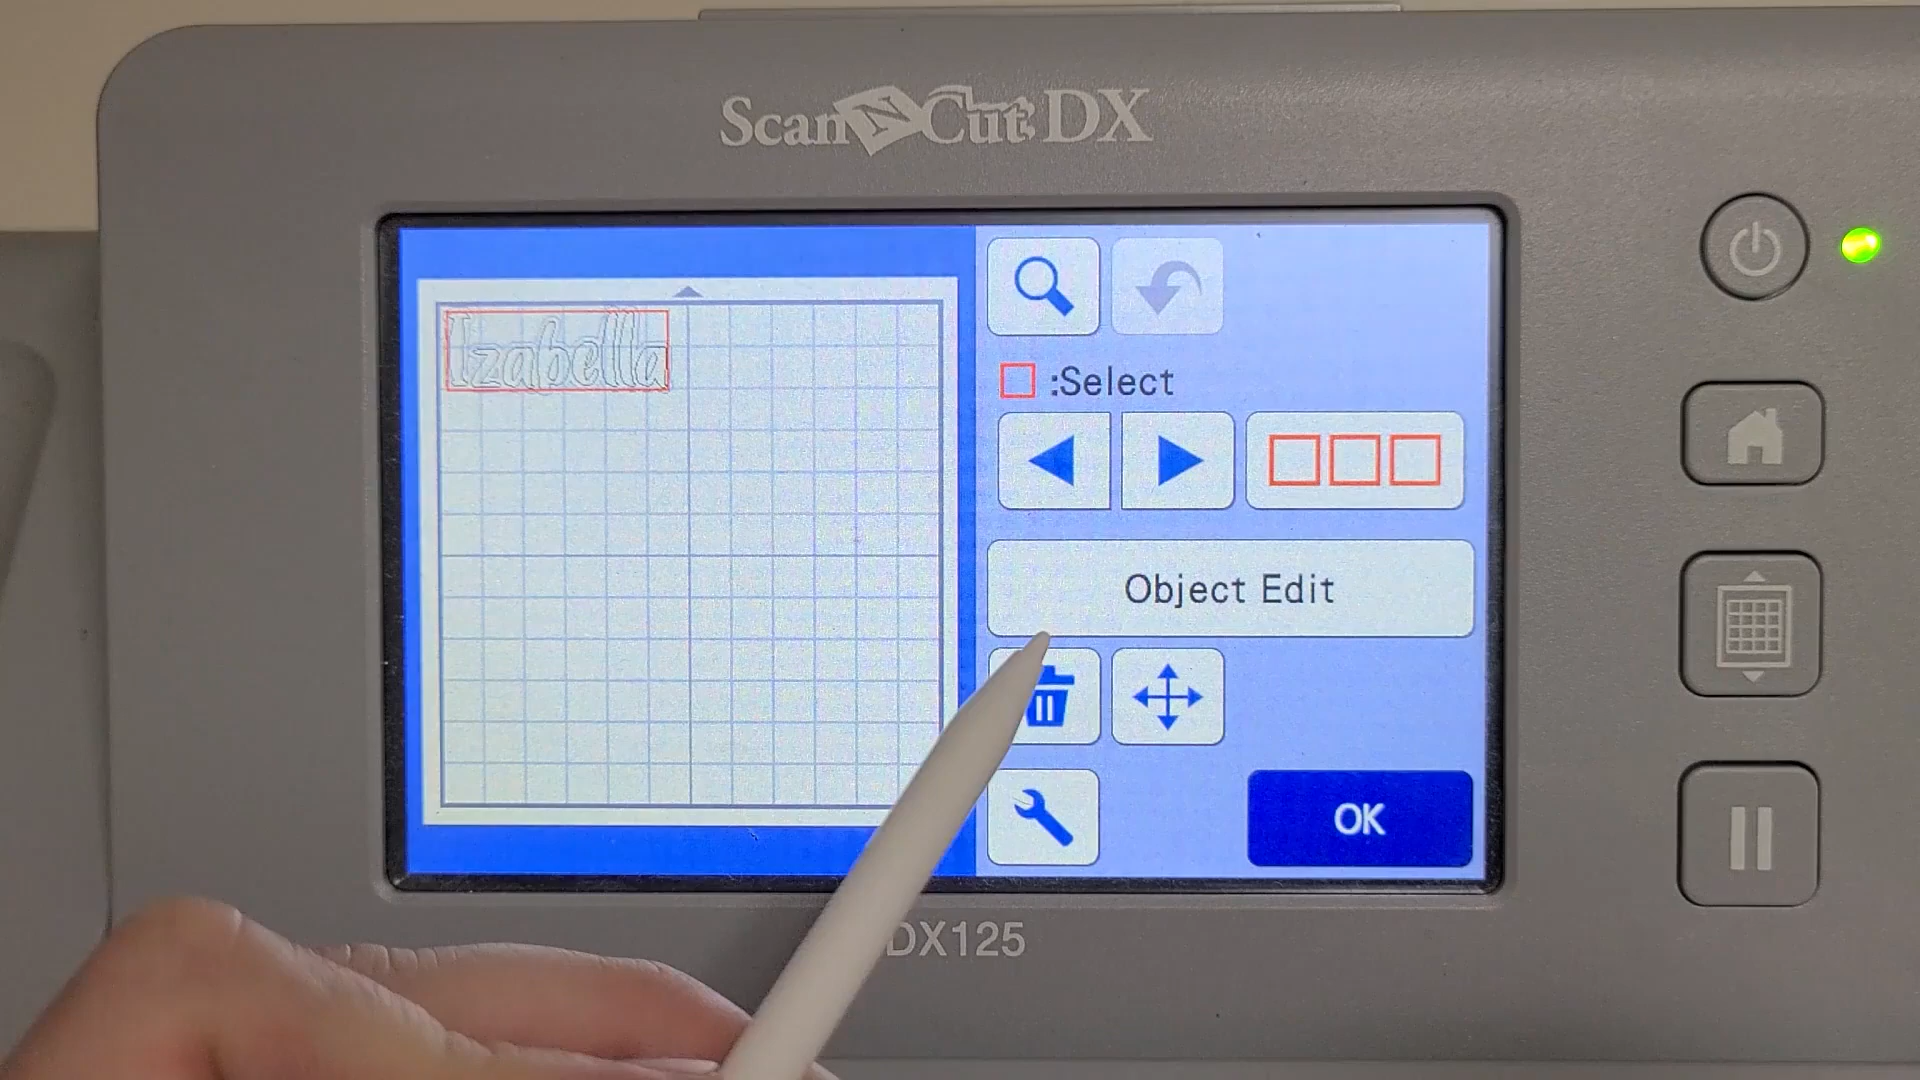 ScanNCut DX
Izabella
:Select
Object Edit
OK
DX125